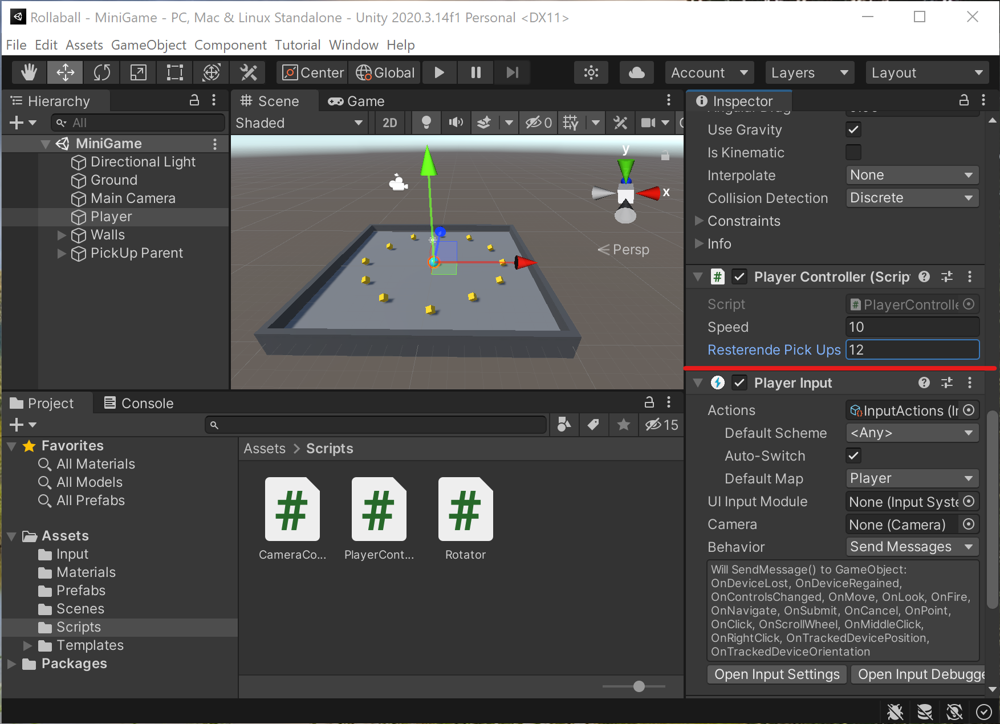 Rollaball - MiniGame - PC, Mac & Linux Standalone - Unity 2020.3.14f1 Personal <DX11>
File Edit Assets GameObject Component Tutorial Window Help
Center Global Account Layers Layout
Hierarchy
All
MiniGame
Directional Light
Ground
Main Camera
Player
Walls
PickUp Parent
Scene Game
Shaded 2D 0
y
x
Persp
Inspector
Use Gravity
Is Kinematic
Interpolate None
Collision Detection Discrete
Constraints
Info
# Player Controller (Scrip
Script # PlayerControlle
Speed 10
Resterende Pick Ups 12
Player Input
Actions InputActions (In
Default Scheme <Any>
Auto-Switch
Default Map Player
UI Input Module None (Input Syste
Camera None (Camera)
Behavior Send Messages
Will SendMessage() to GameObject:
OnDeviceLost, OnDeviceRegained,
OnControlsChanged, OnMove, OnLook, OnFire,
OnNavigate, OnSubmit, OnCancel, OnPoint,
OnClick, OnScrollWheel, OnMiddleClick,
OnRightClick, OnTrackedDevicePosition,
OnTrackedDeviceOrientation
Open Input Settings Open Input Debugge
Project Console
15
Favorites
All Materials
All Models
All Prefabs
Assets
Input
Materials
Prefabs
Scenes
Scripts
Templates
Packages
Assets > Scripts
# # #
CameraCo... PlayerCont... Rotator